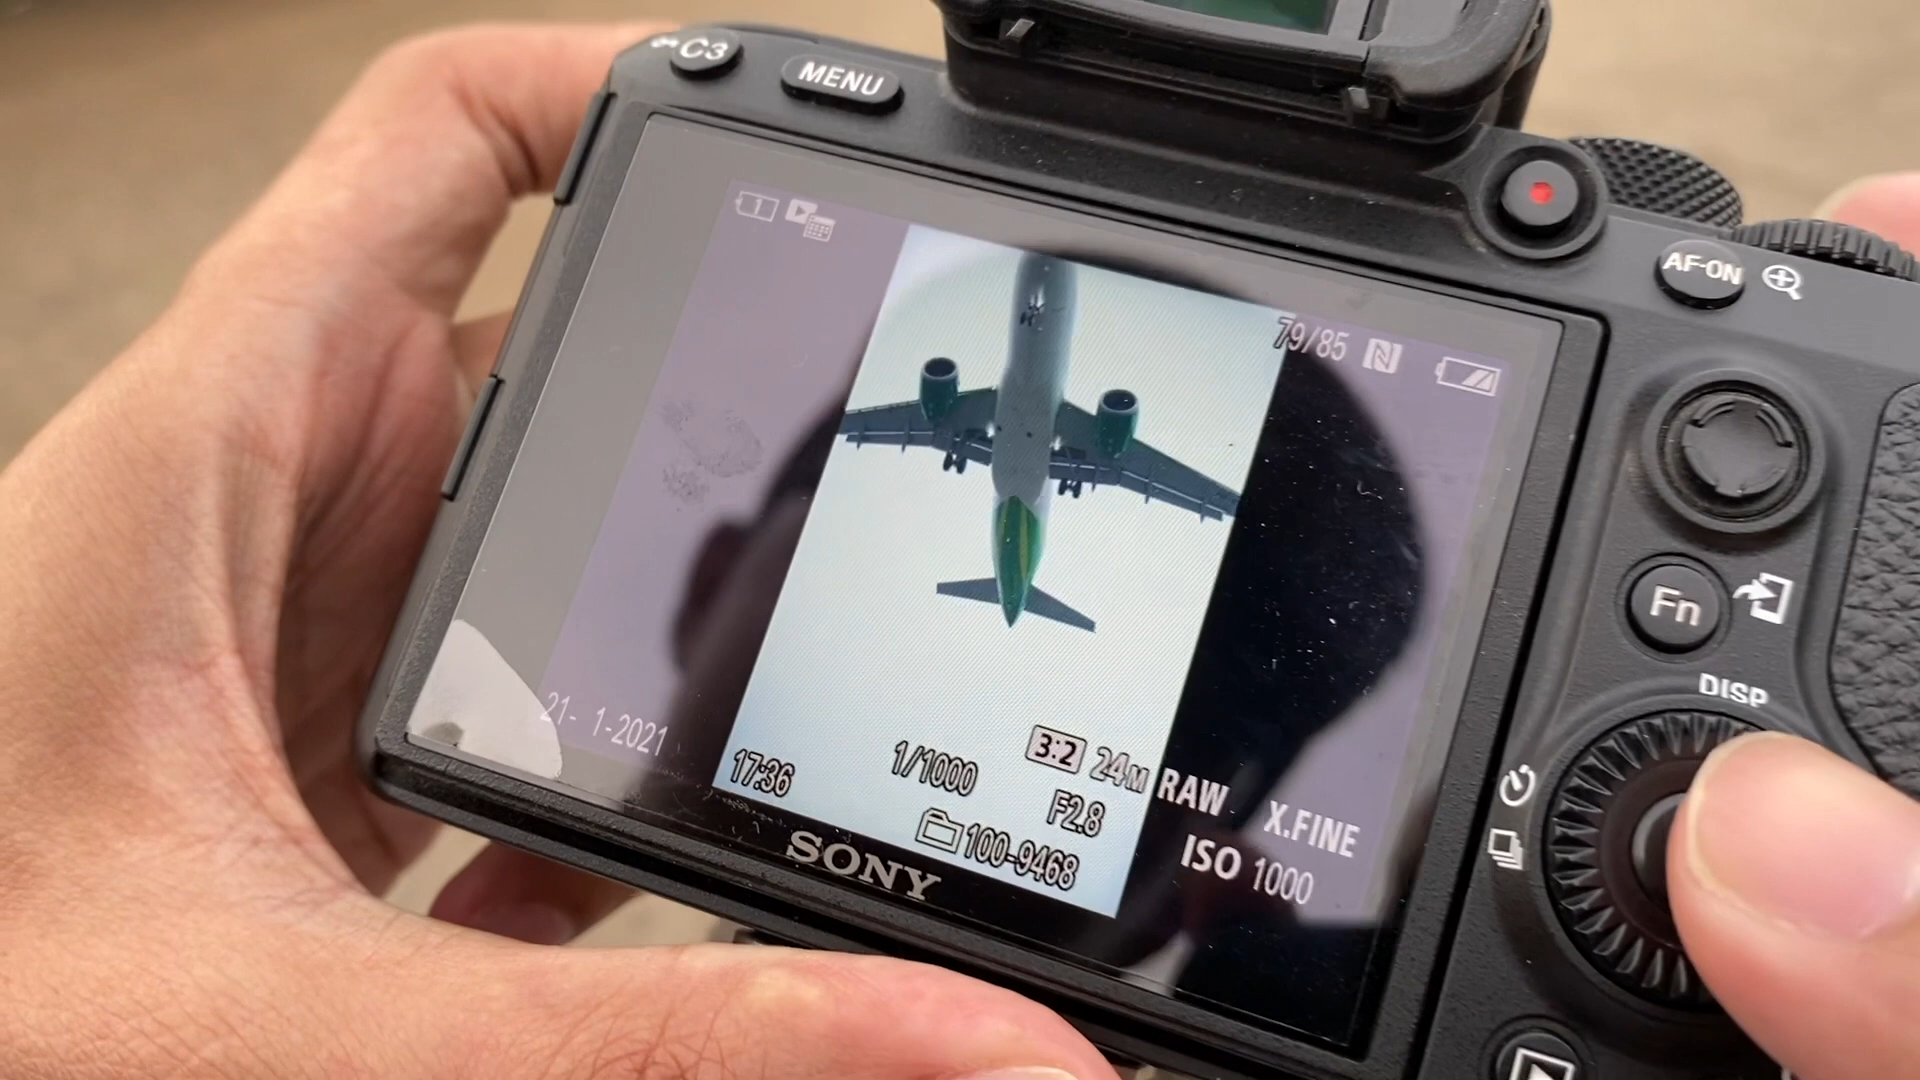 C3
MENU
1
79/85
AF-ON
Fn
DISP
21- 1-2021
17:36
1/1000
3:2 24M RAW X.FINE
F2.8
100-9468
ISO 1000
SONY